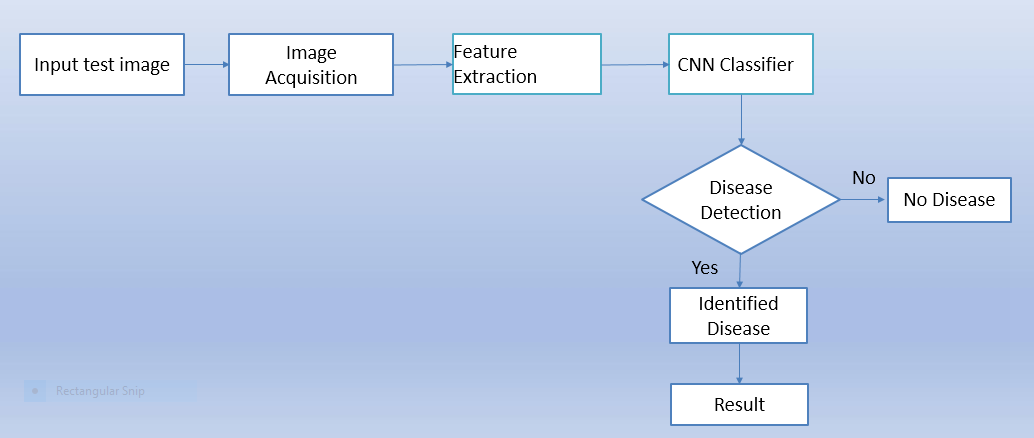 Input test image
Image
Acquisition
Feature
Extraction
CNN Classifier
Disease
Detection
No
No Disease
Yes
Identified
Disease
Rectangular Snip
Result